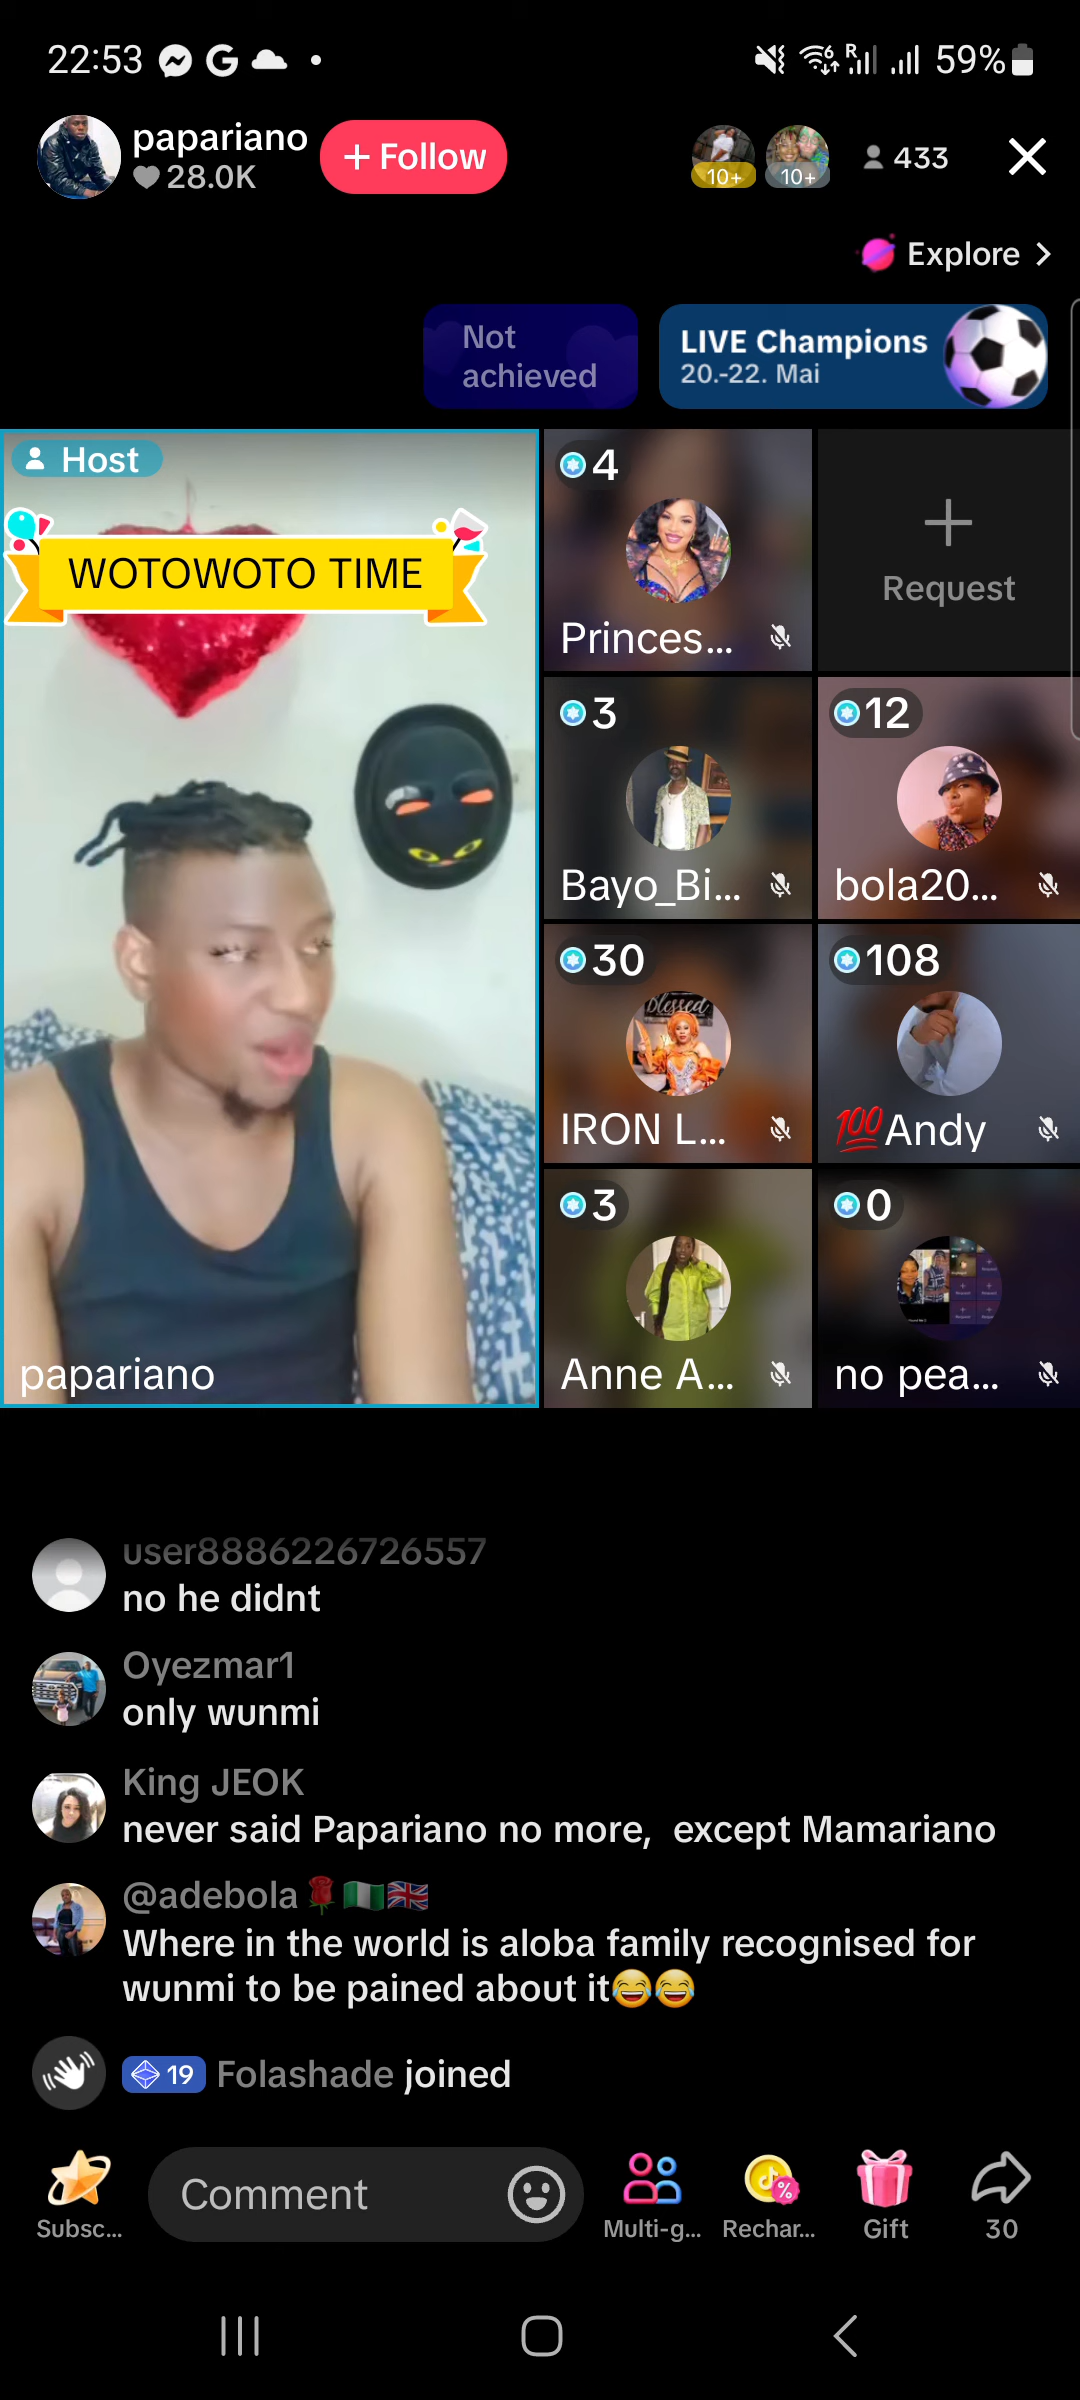 22:53
59%
papariano
28.0K
+ Follow
10+
10+
433
Explore
Not
achieved
LIVE Champions
20.-22. Mai
Host
WOTOWOTO TIME
papariano
4
Princes...
Request
3
Bayo_Bi...
12
bola20...
30
Blessed
IRON L...
108
💯Andy
3
Anne A...
0
no pea...
user8886226726557
no he didnt
Oyezmar1
only wunmi
King JEOK
never said Papariano no more, except Mamariano
@adebola🌹🇳🇬🇬🇧
Where in the world is aloba family recognised for
wunmi to be pained about it😂😂
19 Folashade joined
Subsc...
Comment
Multi-g...
Rechar...
Gift
30